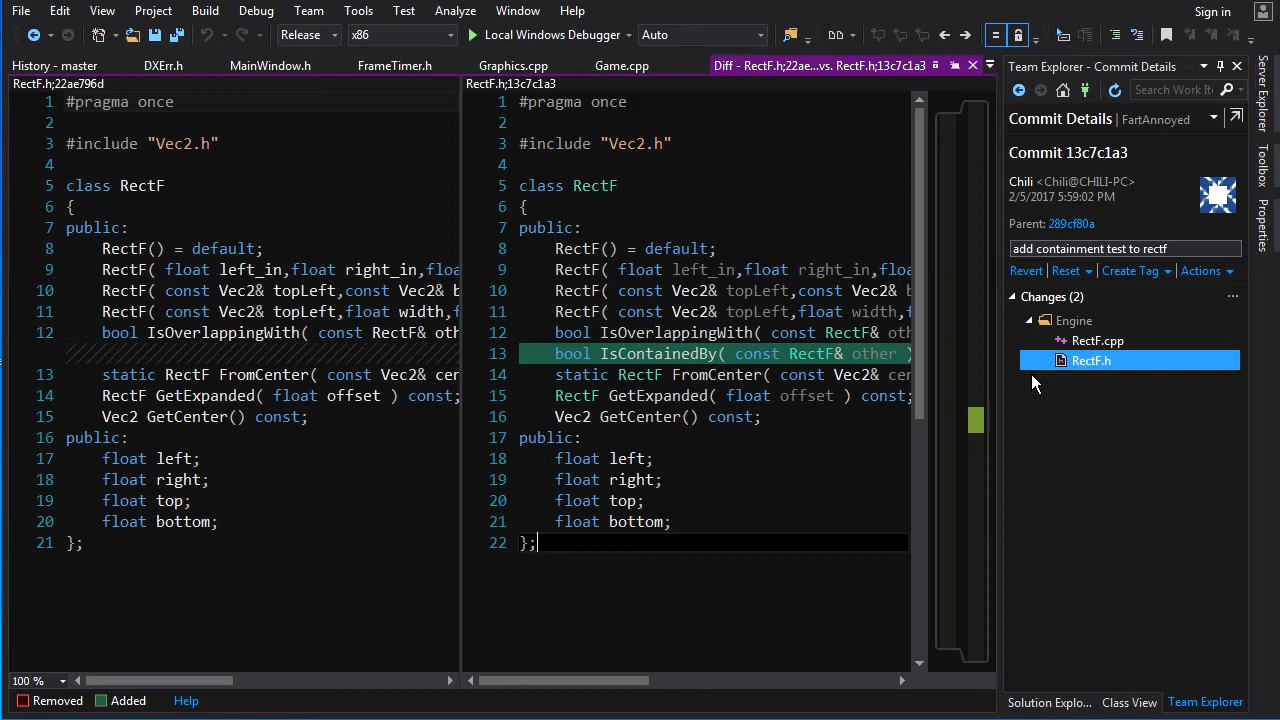 File Edit View Project Build Debug Team Tools Test Analyze Window Help Sign in
Release x86 Local Windows Debugger Auto
History - master DXErr.h MainWindow.h FrameTimer.h Graphics.cpp Game.cpp Diff - RectF.h;22ae...vs. RectF.h;13c7c1a3
RectF.h;22ae796d
1 #pragma once
2
3 #include "Vec2.h"
4
5 class RectF
6 {
7 public:
8 RectF() = default;
9 RectF( float left_in,float right_in,floa
10 RectF( const Vec2& topLeft,const Vec2& b
11 RectF( const Vec2& topLeft,float width,f
12 bool IsOverlappingWith( const RectF& oth
13 static RectF FromCenter( const Vec2& cen
14 RectF GetExpanded( float offset ) const;
15 Vec2 GetCenter() const;
16 public:
17 float left;
18 float right;
19 float top;
20 float bottom;
21 };
RectF.h;13c7c1a3
1 #pragma once
2
3 #include "Vec2.h"
4
5 class RectF
6 {
7 public:
8 RectF() = default;
9 RectF( float left_in,float right_in,floa
10 RectF( const Vec2& topLeft,const Vec2& b
11 RectF( const Vec2& topLeft,float width,f
12 bool IsOverlappingWith( const RectF& oth
13 bool IsContainedBy( const RectF& other )
14 static RectF FromCenter( const Vec2& cen
15 RectF GetExpanded( float offset ) const;
16 Vec2 GetCenter() const;
17 public:
18 float left;
19 float right;
20 float top;
21 float bottom;
22 };
100 %
Removed Added Help
Team Explorer - Commit Details
Search Work Ite
Commit Details | FartAnnoyed
Commit 13c7c1a3
Chili <Chili@CHILI-PC>
2/5/2017 5:59:02 PM
Parent: 289cf80a
add containment test to rectf
Revert | Reset | Create Tag | Actions
Changes (2) ...
Engine
RectF.cpp
RectF.h
Solution Explo... Class View Team Explorer
Server Explorer
Toolbox
Properties